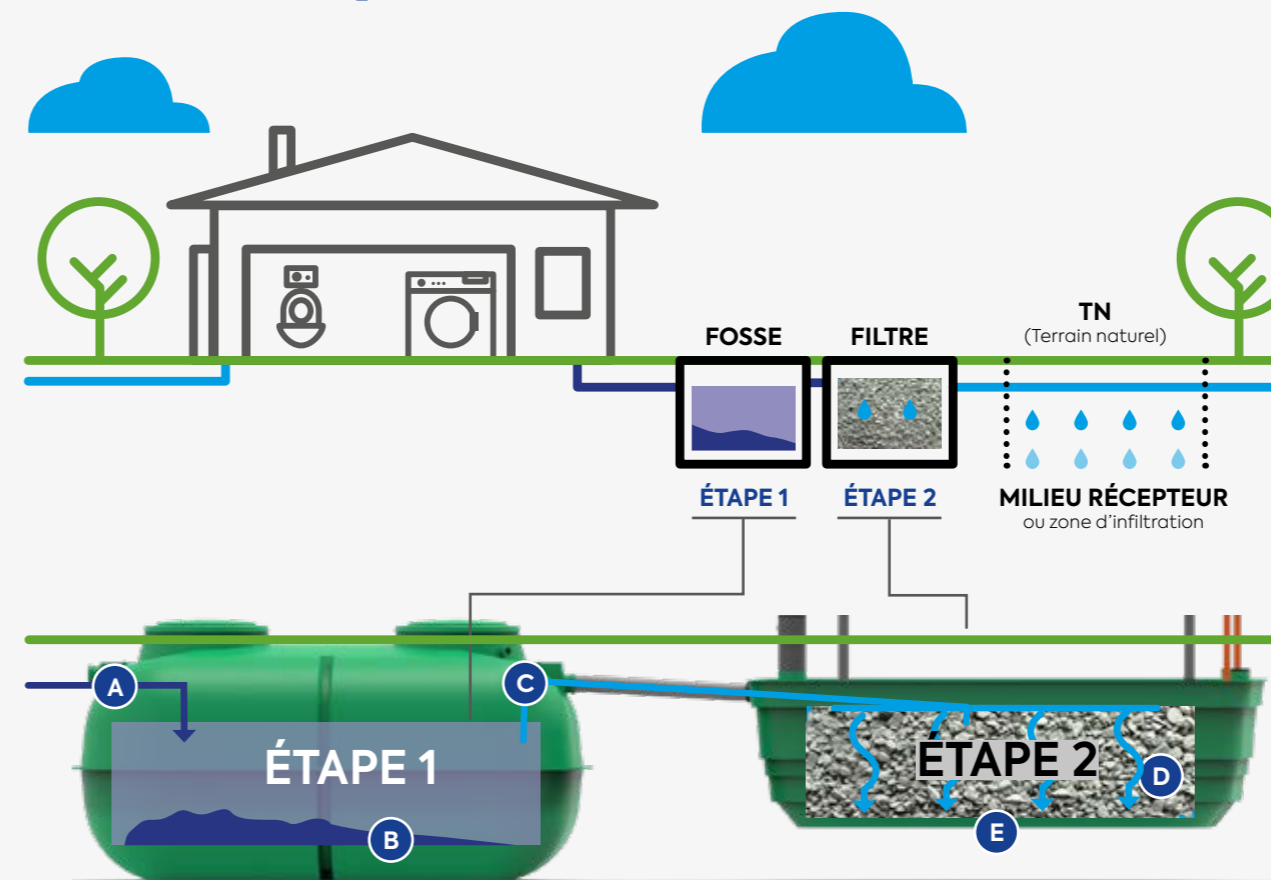 FOSSE
FILTRE
TN
(Terrain naturel)
ÉTAPE 1
ÉTAPE 2
MILIEU RÉCEPTEUR
ou zone d'infiltration
A
C
ÉTAPE 1
B
ÉTAPE 2
D
E